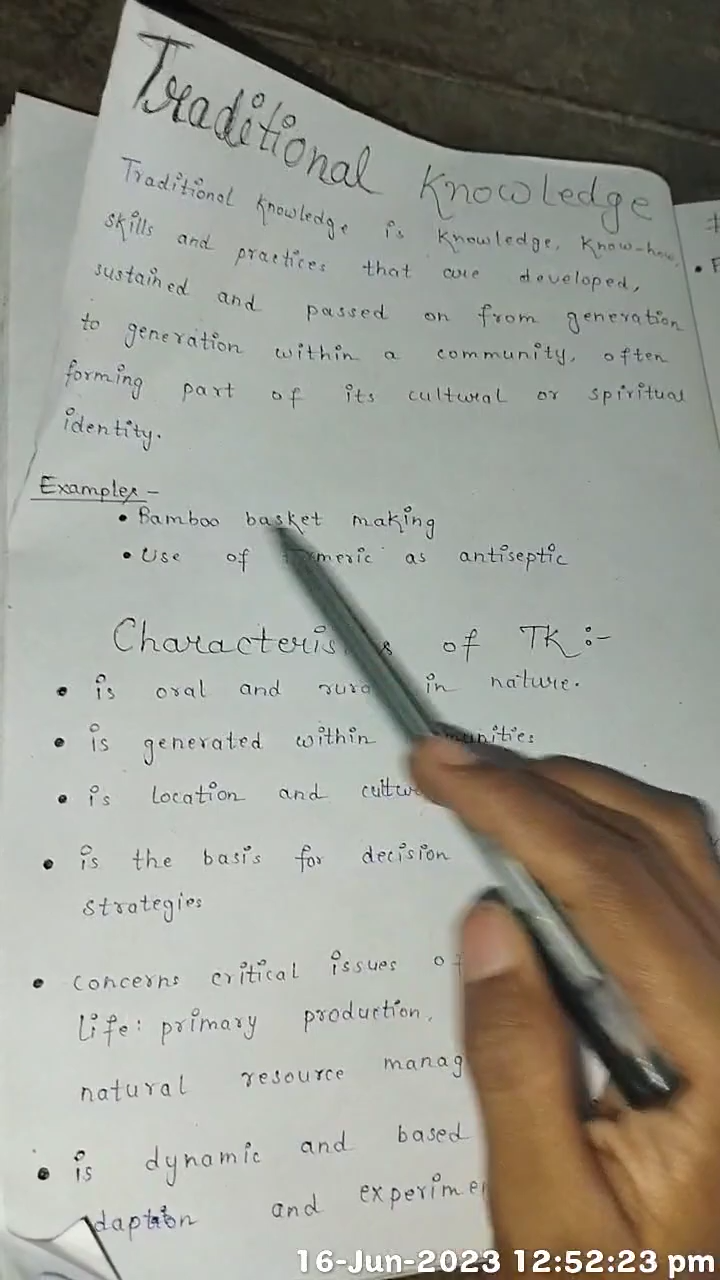 Traditional Knowledge
Traditional Knowledge is Knowledge, Know-how,
skills and practices that are developed,
sustained and passed on from generation
to generation within a community, often
forming part of its cultural or spiritual
identity.
Examples -
• Bamboo basket making
• Use of as antiseptic
Characteris of TK :-
• is oral and in nature.
• is generated within
• is Location and
• is the basis for decision
strategies
• concerns critical issues
Life: primary production,
natural resource
• is dynamic and based
and
16-Jun-2023 12:52:23 pm